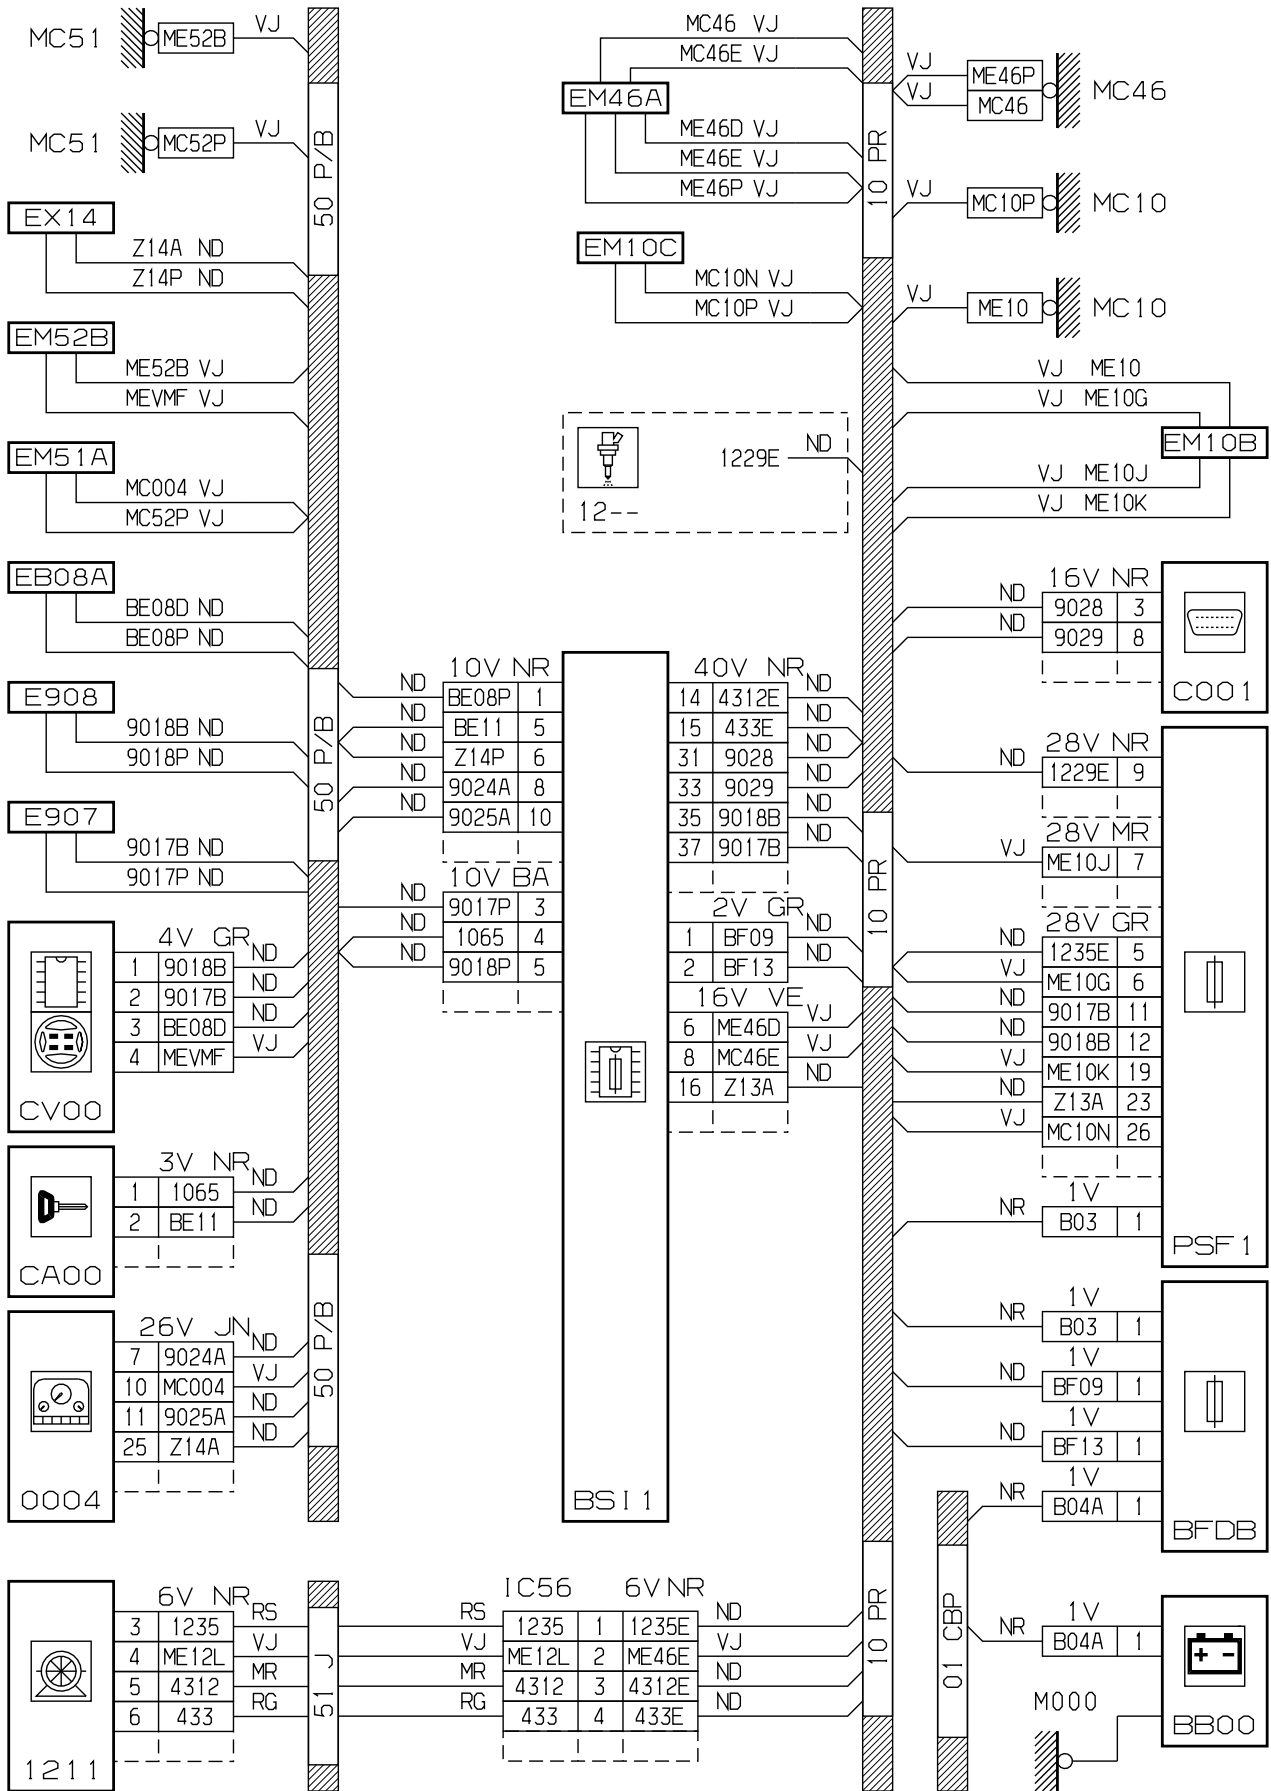 MC51 ME52B VJ
MC51 MC52P VJ
50 P/B
EX14
Z14A ND
Z14P ND
EM52B
ME52B VJ
MEVMF VJ
EM51A
MC004 VJ
MC52P VJ
EB08A
BE08D ND
BE08P ND
E908
9018B ND
9018P ND
50 P/B
E907
9017B ND
9017P ND
4V GR
1 9018B ND
2 9017B ND
3 BE08D ND
4 MEVMF VJ
CV00
3V NR
1 1065 ND
2 BE11 ND
CA00
50 P/B
26V JN
7 9024A ND
10 MC004 VJ
11 9025A ND
25 Z14A ND
0004
6V NR
3 1235 RS
4 ME12L VJ
5 4312 MR
6 433 RG
1211
51 J
MC46 VJ
MC46E VJ
EM46A
ME46D VJ
ME46E VJ
ME46P VJ
EM10C
MC10N VJ
MC10P VJ
1229E ND
12--
10V NR
ND BE08P 1
ND BE11 5
ND Z14P 6
ND 9024A 8
ND 9025A 10
10V BA
ND 9017P 3
ND 1065 4
ND 9018P 5
BSI1
40V NR
14 4312E ND
15 433E ND
31 9028 ND
33 9029 ND
35 9018B ND
37 9017B ND
2V GR
1 BF09 ND
2 BF13 ND
16V VE
6 ME46D VJ
8 MC46E VJ
16 Z13A ND
IC56 6V NR
RS 1235 1 1235E ND
VJ ME12L 2 ME46E VJ
MR 4312 3 4312E ND
RG 433 4 433E ND
10 PR
10 PR
10 PR
VJ ME46P
VJ MC46
MC46
VJ MC10P MC10
VJ ME10 MC10
VJ ME10
VJ ME10G
EM10B
VJ ME10J
VJ ME10K
16V NR
ND 9028 3
ND 9029 8
C001
28V NR
ND 1229E 9
28V MR
VJ ME10J 7
28V GR
ND 1235E 5
VJ ME10G 6
ND 9017B 11
ND 9018B 12
VJ ME10K 19
ND Z13A 23
VJ MC10N 26
1V
NR B03 1
PSF1
1V
NR B03 1
1V
ND BF09 1
1V
ND BF13 1
1V
NR B04A 1
BFDB
01 CBP
1V
NR B04A 1
+ -
M000
BB00